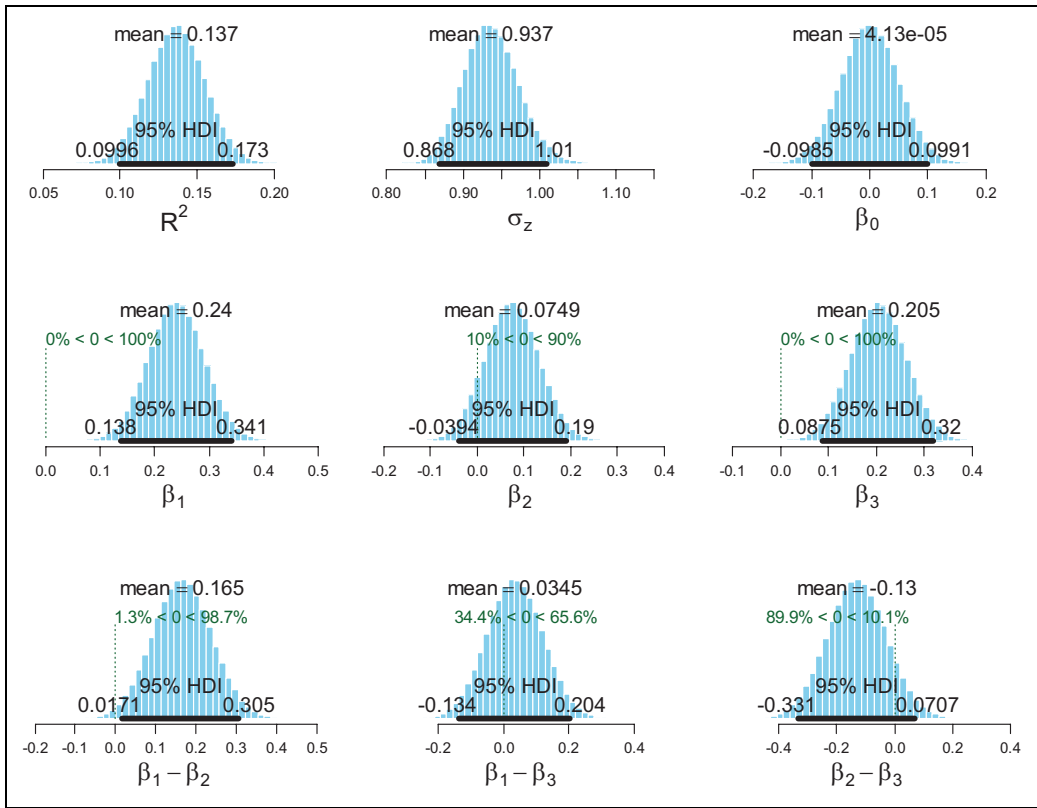 mean = 0.137
95% HDI
0.0996 0.173
0.05 0.10 0.15 0.20
R²
mean = 0.937
95% HDI
0.868 1.01
0.80 0.90 1.00 1.10
σz
mean = 4.13e-05
95% HDI
-0.0985 0.0991
-0.2 -0.1 0.0 0.1 0.2
β0
mean = 0.24
0% < 0 < 100%
95% HDI
0.138 0.341
0.0 0.1 0.2 0.3 0.4 0.5
β1
mean = 0.0749
10% < 0 < 90%
95% HDI
-0.0394 0.19
-0.2 -0.1 0.0 0.1 0.2 0.3 0.4
β2
mean = 0.205
0% < 0 < 100%
95% HDI
0.0875 0.32
-0.1 0.0 0.1 0.2 0.3 0.4
β3
mean = 0.165
1.3% < 0 < 98.7%
95% HDI
0.0171 0.305
-0.2 -0.1 0.0 0.1 0.2 0.3 0.4 0.5
β1 − β2
mean = 0.0345
34.4% < 0 < 65.6%
95% HDI
-0.134 0.204
-0.2 0.0 0.2 0.4
β1 − β3
mean = -0.13
89.9% < 0 < 10.1%
95% HDI
-0.331 0.0707
-0.4 -0.2 0.0 0.2 0.4
β2 − β3